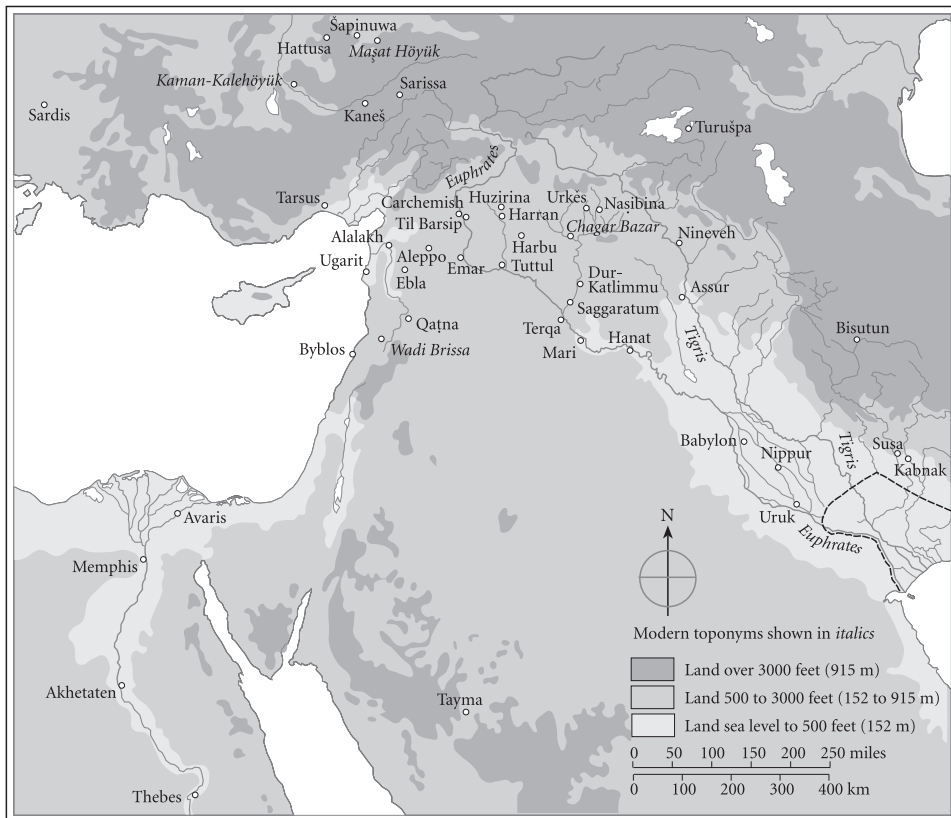 Šapinuwa
Hattusa
Maşat Höyük
Kaman-Kalehöyük
Sarissa
Sardis
Kaneš
Turušpa
Euphrates
Tarsus
Carchemish
Huzirina
Urkeš
Nasibina
Til Barsip
Harran
Chagar Bazar
Alalakh
Aleppo
Harbu
Nineveh
Ugarit
Ebla
Emar
Tuttul
Dur-
Katlimmu
Assur
Saggaratum
Qaṭna
Terqa
Hanat
Tigris
Bisutun
Byblos
Wadi Brissa
Mari
Babylon
Nippur
Tigris
Susa
Kabnak
Avaris
Uruk
Euphrates
Memphis
N
Modern toponyms shown in italics
Land over 3000 feet (915 m)
Akhetaten
Tayma
Land 500 to 3000 feet (152 to 915 m)
Land sea level to 500 feet (152 m)
0 50 100 150 200 250 miles
0 100 200 300 400 km
Thebes